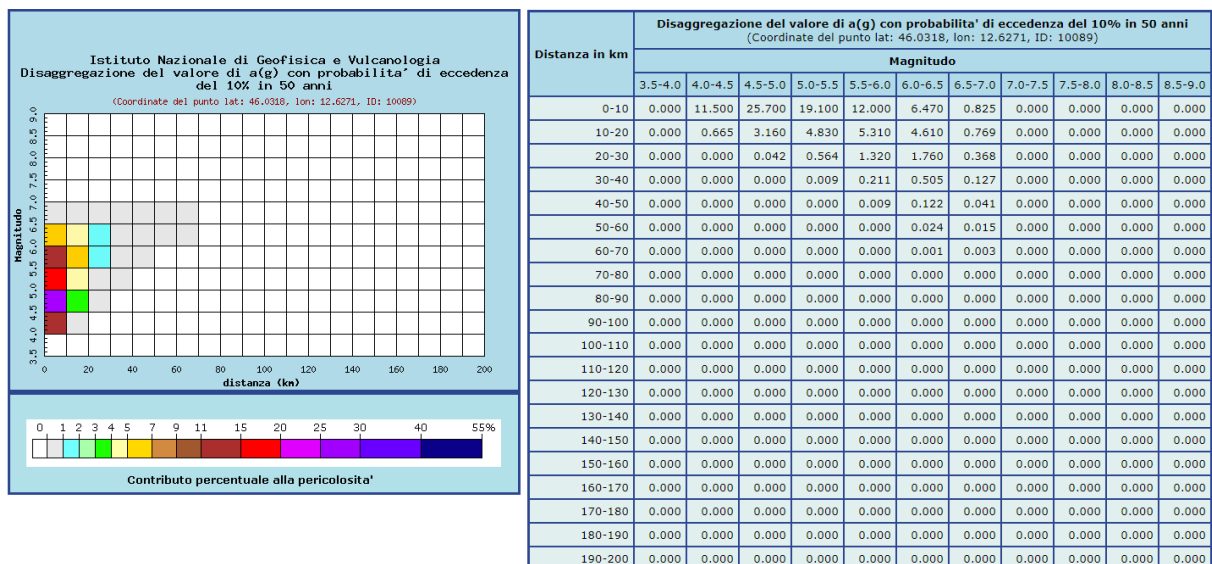 Istituto Nazionale di Geofisica e Vulcanologia
Disaggregazione del valore di a(g) con probabilita' di eccedenza
del 10% in 50 anni
(Coordinate del punto lat: 46.0318, lon: 12.6271, ID: 10089)
Magnitudo
9.0
8.5
8.0
7.5
7.0
6.5
6.0
5.5
5.0
4.5
4.0
3.5
0 20 40 60 80 100 120 140 160 180 200
distanza (km)
0 1 2 3 4 5 7 9 11 15 20 25 30 40 55%
Contributo percentuale alla pericolosita'
Distanza in km
Disaggregazione del valore di a(g) con probabilita' di eccedenza del 10% in 50 anni
(Coordinate del punto lat: 46.0318, lon: 12.6271, ID: 10089)
Magnitudo
3.5-4.0 4.0-4.5 4.5-5.0 5.0-5.5 5.5-6.0 6.0-6.5 6.5-7.0 7.0-7.5 7.5-8.0 8.0-8.5 8.5-9.0
0-10 0.000 11.500 25.700 19.100 12.000 6.470 0.825 0.000 0.000 0.000 0.000
10-20 0.000 0.665 3.160 4.830 5.310 4.610 0.769 0.000 0.000 0.000 0.000
20-30 0.000 0.000 0.042 0.564 1.320 1.760 0.368 0.000 0.000 0.000 0.000
30-40 0.000 0.000 0.000 0.009 0.211 0.505 0.127 0.000 0.000 0.000 0.000
40-50 0.000 0.000 0.000 0.000 0.009 0.122 0.041 0.000 0.000 0.000 0.000
50-60 0.000 0.000 0.000 0.000 0.000 0.024 0.015 0.000 0.000 0.000 0.000
60-70 0.000 0.000 0.000 0.000 0.000 0.001 0.003 0.000 0.000 0.000 0.000
70-80 0.000 0.000 0.000 0.000 0.000 0.000 0.000 0.000 0.000 0.000 0.000
80-90 0.000 0.000 0.000 0.000 0.000 0.000 0.000 0.000 0.000 0.000 0.000
90-100 0.000 0.000 0.000 0.000 0.000 0.000 0.000 0.000 0.000 0.000 0.000
100-110 0.000 0.000 0.000 0.000 0.000 0.000 0.000 0.000 0.000 0.000 0.000
110-120 0.000 0.000 0.000 0.000 0.000 0.000 0.000 0.000 0.000 0.000 0.000
120-130 0.000 0.000 0.000 0.000 0.000 0.000 0.000 0.000 0.000 0.000 0.000
130-140 0.000 0.000 0.000 0.000 0.000 0.000 0.000 0.000 0.000 0.000 0.000
140-150 0.000 0.000 0.000 0.000 0.000 0.000 0.000 0.000 0.000 0.000 0.000
150-160 0.000 0.000 0.000 0.000 0.000 0.000 0.000 0.000 0.000 0.000 0.000
160-170 0.000 0.000 0.000 0.000 0.000 0.000 0.000 0.000 0.000 0.000 0.000
170-180 0.000 0.000 0.000 0.000 0.000 0.000 0.000 0.000 0.000 0.000 0.000
180-190 0.000 0.000 0.000 0.000 0.000 0.000 0.000 0.000 0.000 0.000 0.000
190-200 0.000 0.000 0.000 0.000 0.000 0.000 0.000 0.000 0.000 0.000 0.000